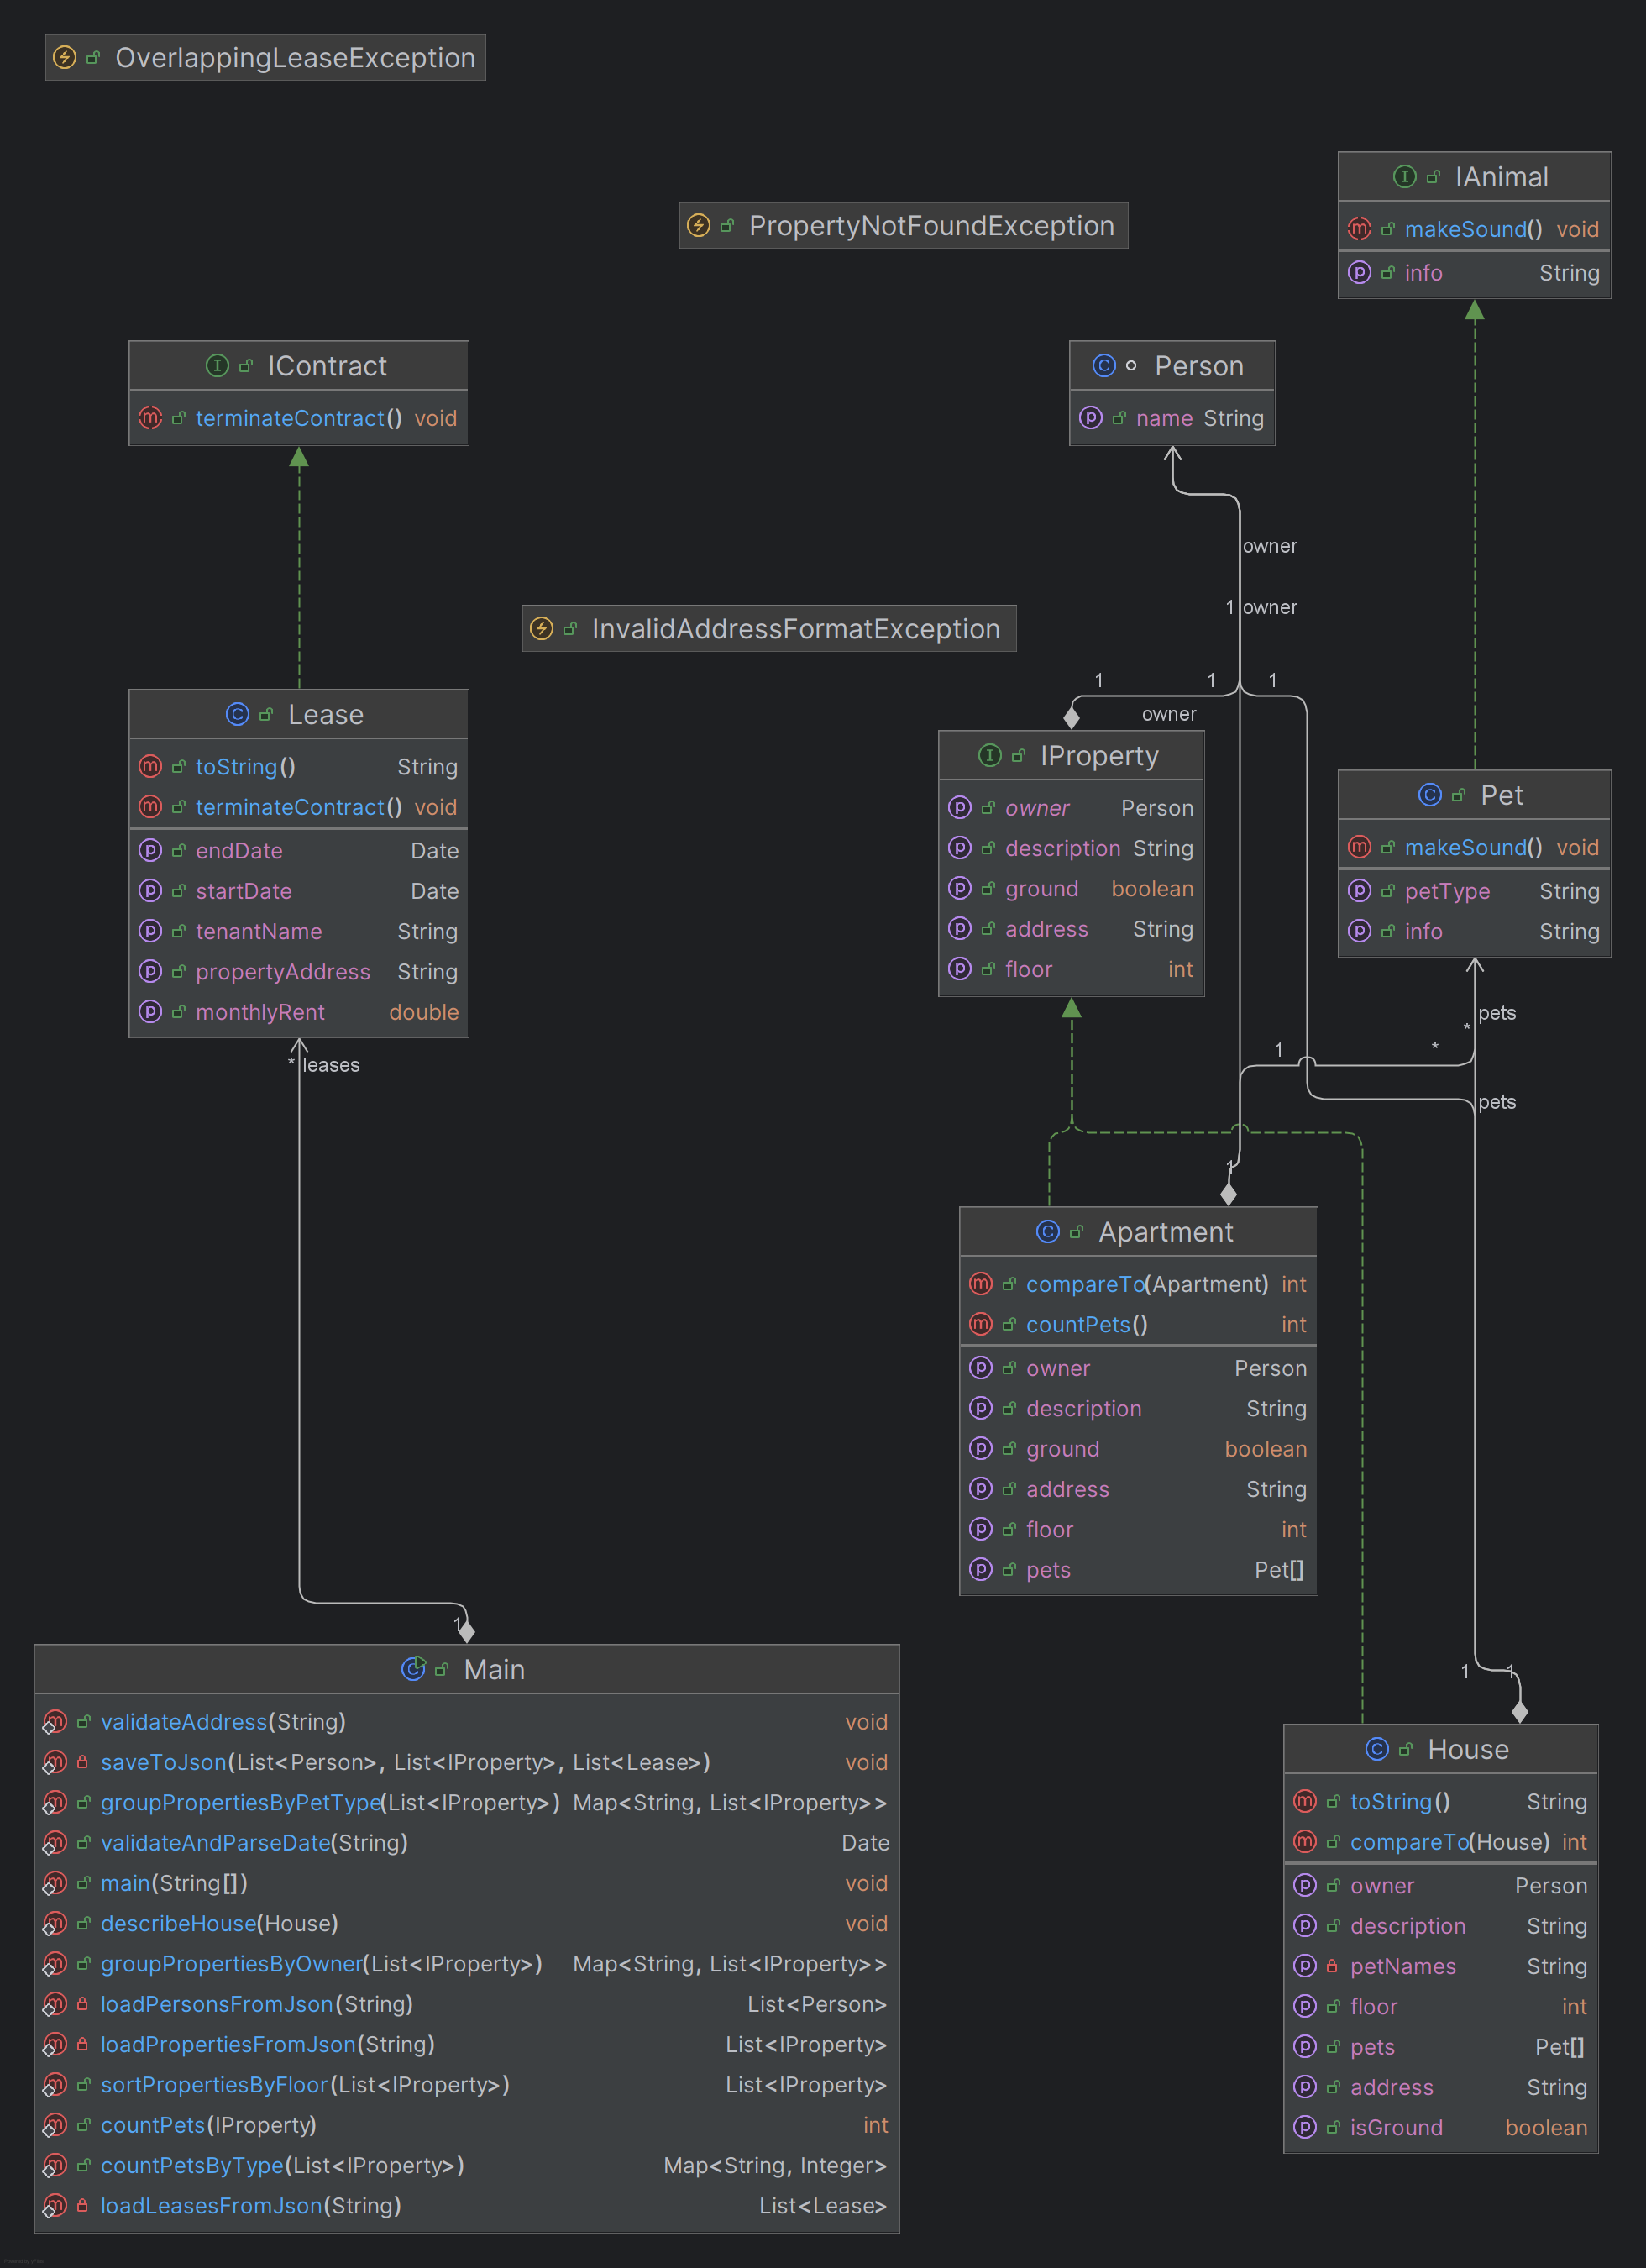 OverlappingLeaseException
IAnimal
makeSound() void
info String
PropertyNotFoundException
IContract
terminateContract() void
Person
name String
owner
1 owner
InvalidAddressFormatException
1 1 1
owner
Lease
toString() String
terminateContract() void
endDate Date
startDate Date
tenantName String
propertyAddress String
monthlyRent double
* leases
IProperty
owner Person
description String
ground boolean
address String
floor int
Pet
makeSound() void
petType String
info String
pets
*
1 *
pets
1
Apartment
compareTo(Apartment) int
countPets() int
owner Person
description String
ground boolean
address String
floor int
pets Pet[]
1
Main
validateAddress(String) void
saveToJson(List<Person>, List<IProperty>, List<Lease>) void
groupPropertiesByPetType(List<IProperty>) Map<String, List<IProperty>>
validateAndParseDate(String) Date
main(String[]) void
describeHouse(House) void
groupPropertiesByOwner(List<IProperty>) Map<String, List<IProperty>>
loadPersonsFromJson(String) List<Person>
loadPropertiesFromJson(String) List<IProperty>
sortPropertiesByFloor(List<IProperty>) List<IProperty>
countPets(IProperty) int
countPetsByType(List<IProperty>) Map<String, Integer>
loadLeasesFromJson(String) List<Lease>
1 1
House
toString() String
compareTo(House) int
owner Person
description String
petNames String
floor int
pets Pet[]
address String
isGround boolean